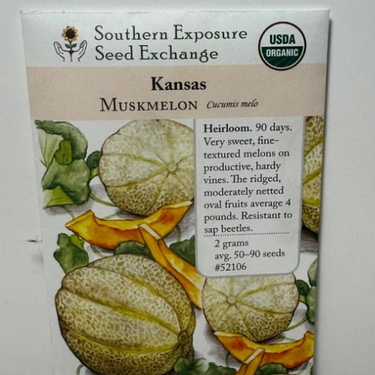 Southern Exposure
Seed Exchange
USDA
ORGANIC
Kansas
MUSKMELON Cucumis melo
Heirloom. 90 days.
Very sweet, fine-
textured melons on
productive, hardy
vines. The ridged,
moderately netted
oval fruits average 4
pounds. Resistant to
sap beetles.
2 grams
avg. 50–90 seeds
#52106